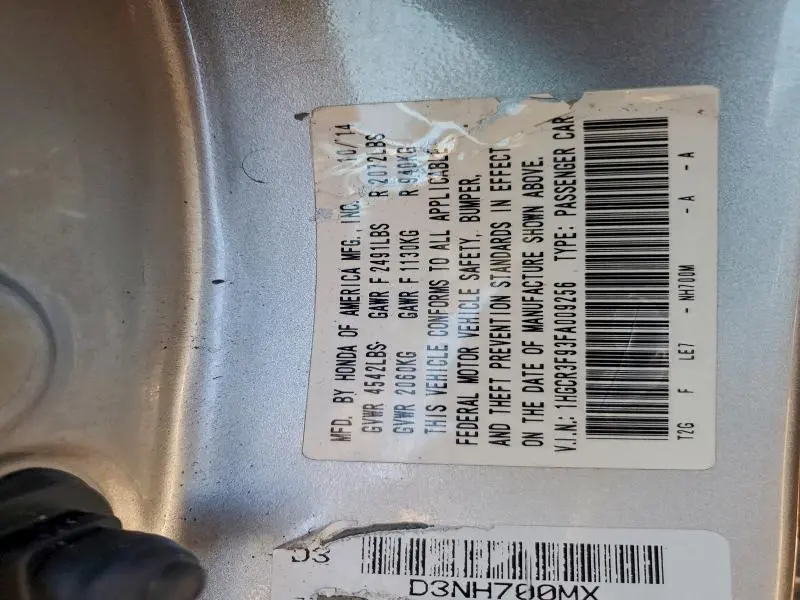 MFD. BY HONDA OF AMERICA MFG., INC. 10/14
GVWR 4542LBS GAWR F 2491LBS R 2072LBS
GVWR 2060KG GAWR F 1130KG R 940KG
THIS VEHICLE CONFORMS TO ALL APPLICABLE
FEDERAL MOTOR VEHICLE SAFETY, BUMPER,
AND THEFT PREVENTION STANDARDS IN EFFECT
ON THE DATE OF MANUFACTURE SHOWN ABOVE.
V.I.N.: 1HGCR3F93FA009256 TYPE: PASSENGER CAR
T2G F LE7 - NH700M - A - A
D3
D3NH700MX